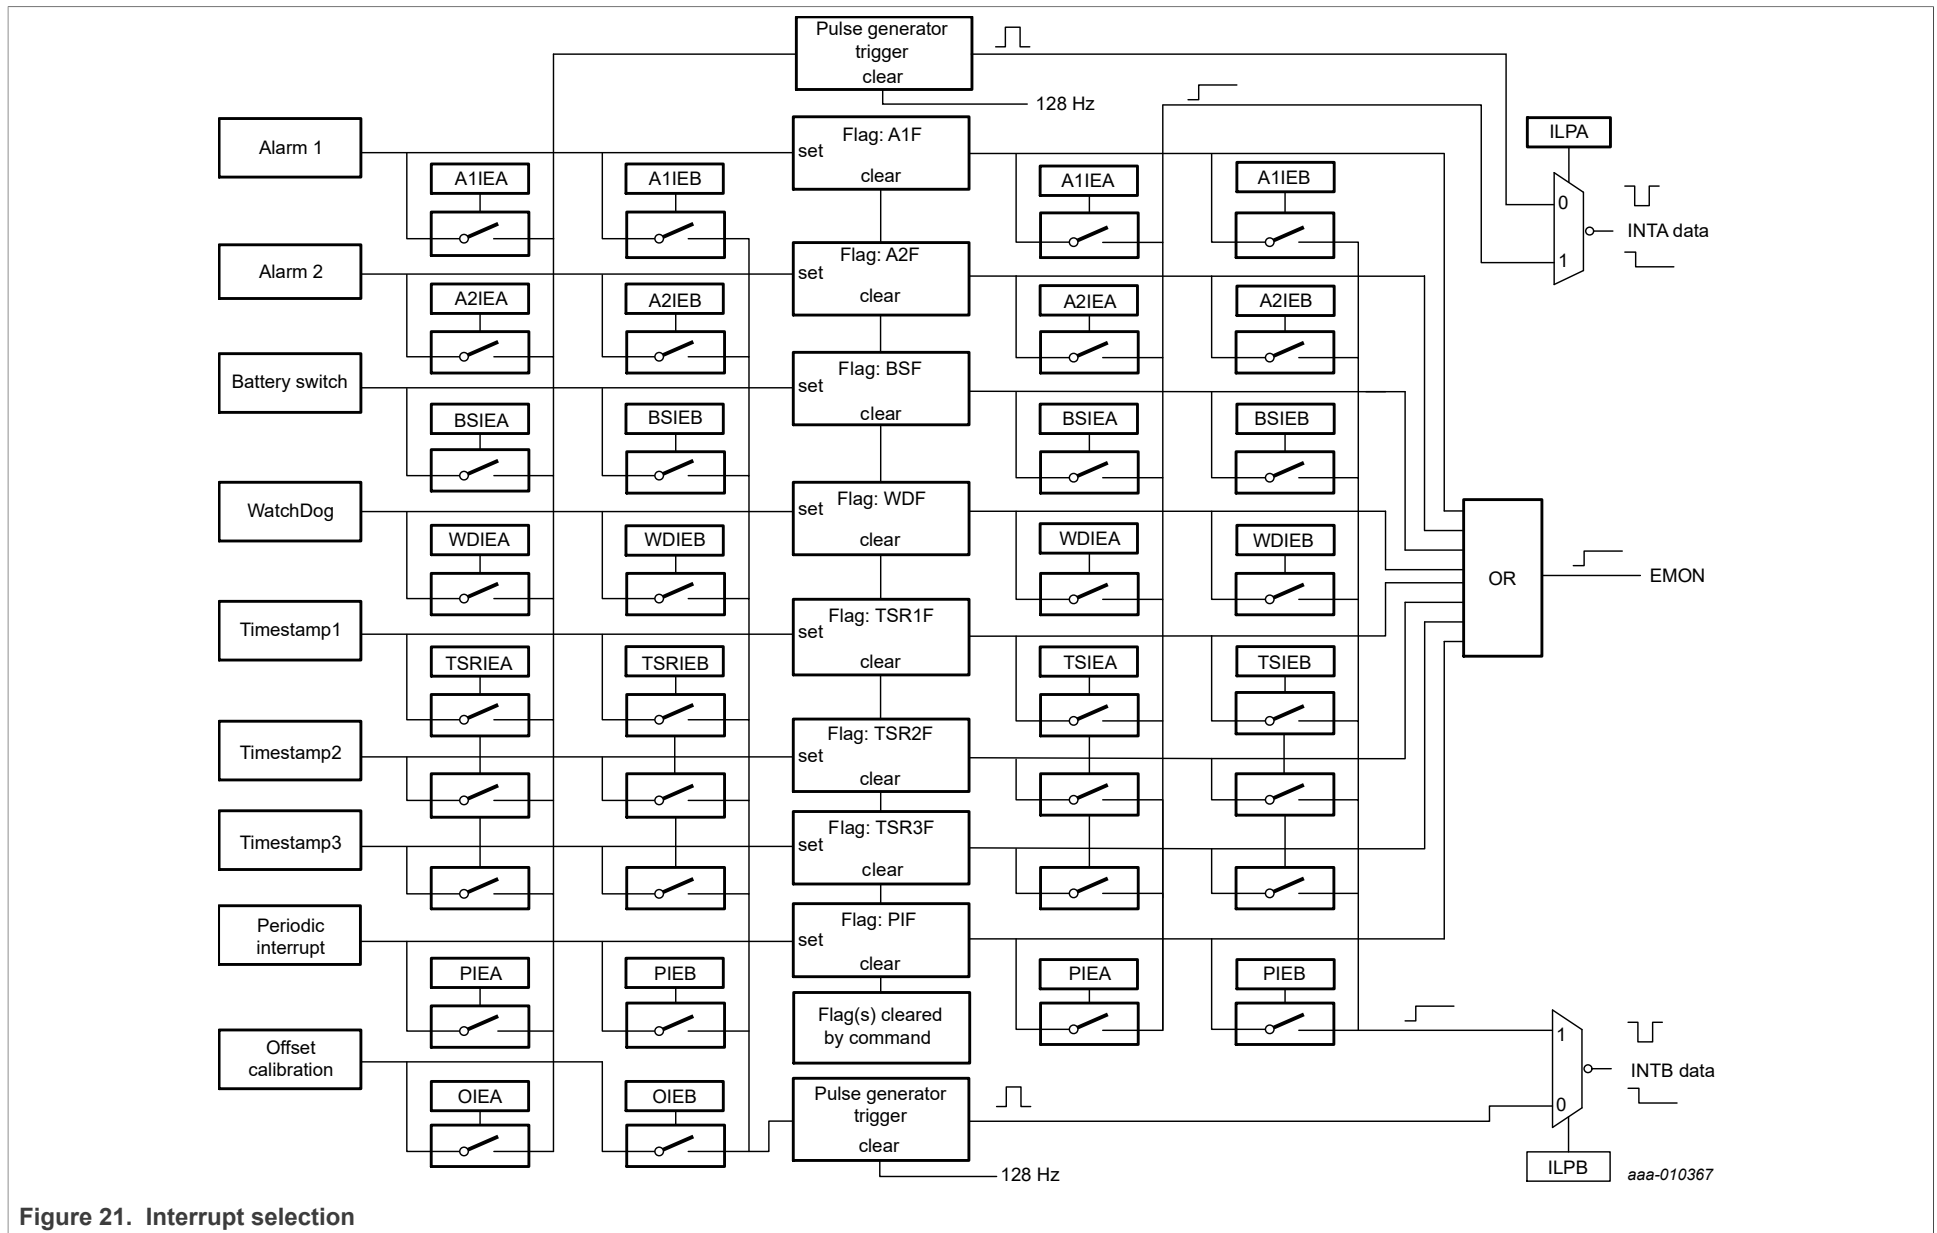 Pulse generator
trigger
clear
128 Hz
Alarm 1
A1IEA
A1IEB
Flag: A1F
set
clear
A1IEA
A1IEB
ILPA
0
1
INTA data
Alarm 2
A2IEA
A2IEB
Flag: A2F
set
clear
A2IEA
A2IEB
Battery switch
BSIEA
BSIEB
Flag: BSF
set
clear
BSIEA
BSIEB
WatchDog
WDIEA
WDIEB
Flag: WDF
set
clear
WDIEA
WDIEB
OR
EMON
Timestamp1
TSRIEA
TSRIEB
Flag: TSR1F
set
clear
TSIEA
TSIEB
Timestamp2
Flag: TSR2F
set
clear
Timestamp3
Flag: TSR3F
set
clear
Periodic
interrupt
PIEA
PIEB
Flag: PIF
set
clear
PIEA
PIEB
Flag(s) cleared
by command
Offset
calibration
OIEA
OIEB
Pulse generator
trigger
clear
128 Hz
1
0
INTB data
ILPB
aaa-010367
Figure 21. Interrupt selection